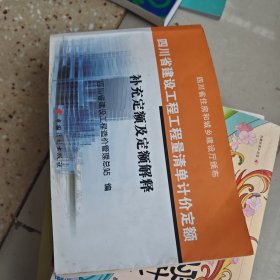 四川省住房和城乡建设厅颁布
四川省建设工程工程量清单计价定额
补充定额及定额解释
四川省建设工程造价管理总站 编